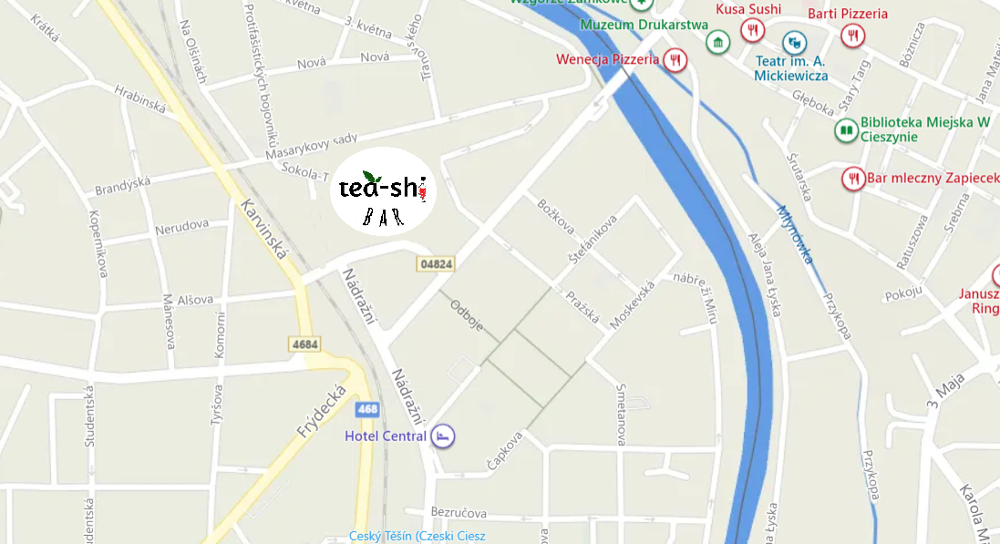 Wzgórze Zamkowe
Kusa Sushi
Barti Pizzeria
Muzeum Drukarstwa
Wenecja Pizzeria
Teatr im. A.
Mickiewicza
Krátká
Na Olšinách
Protifašistických bojovníků
května
3. května
Nová
Nová
Hrabinská
Masarykovy sady
Sokola-T
Brandýská
Bóżnicza
Stary Targ
Głęboka
Jana Matej
Biblioteka Miejska W
Cieszynie
Bar mleczny Zapiecek
Śrutarska
Srebrna
Ratuszowa
Młynówka
Aleja Jana Łyska
Przykopa
Pokoju
Janusz
Ring
tea-shi
BAR
Koperníkova
Nerudova
Karvinská
Mánesova
Alšova
Komorní
04824
Nádražní
Božkova
Štefánikova
Odboje
Pražská
Moskevská
nábřeží Míru
4684
Nádražní
Frýdecká
468
Hotel Central
Studentská
Tyršova
Smetanova
Čapkova
3 Maja
Przykopa
Bezručova
Łyska
Český Těšín (Czeski Ciesz